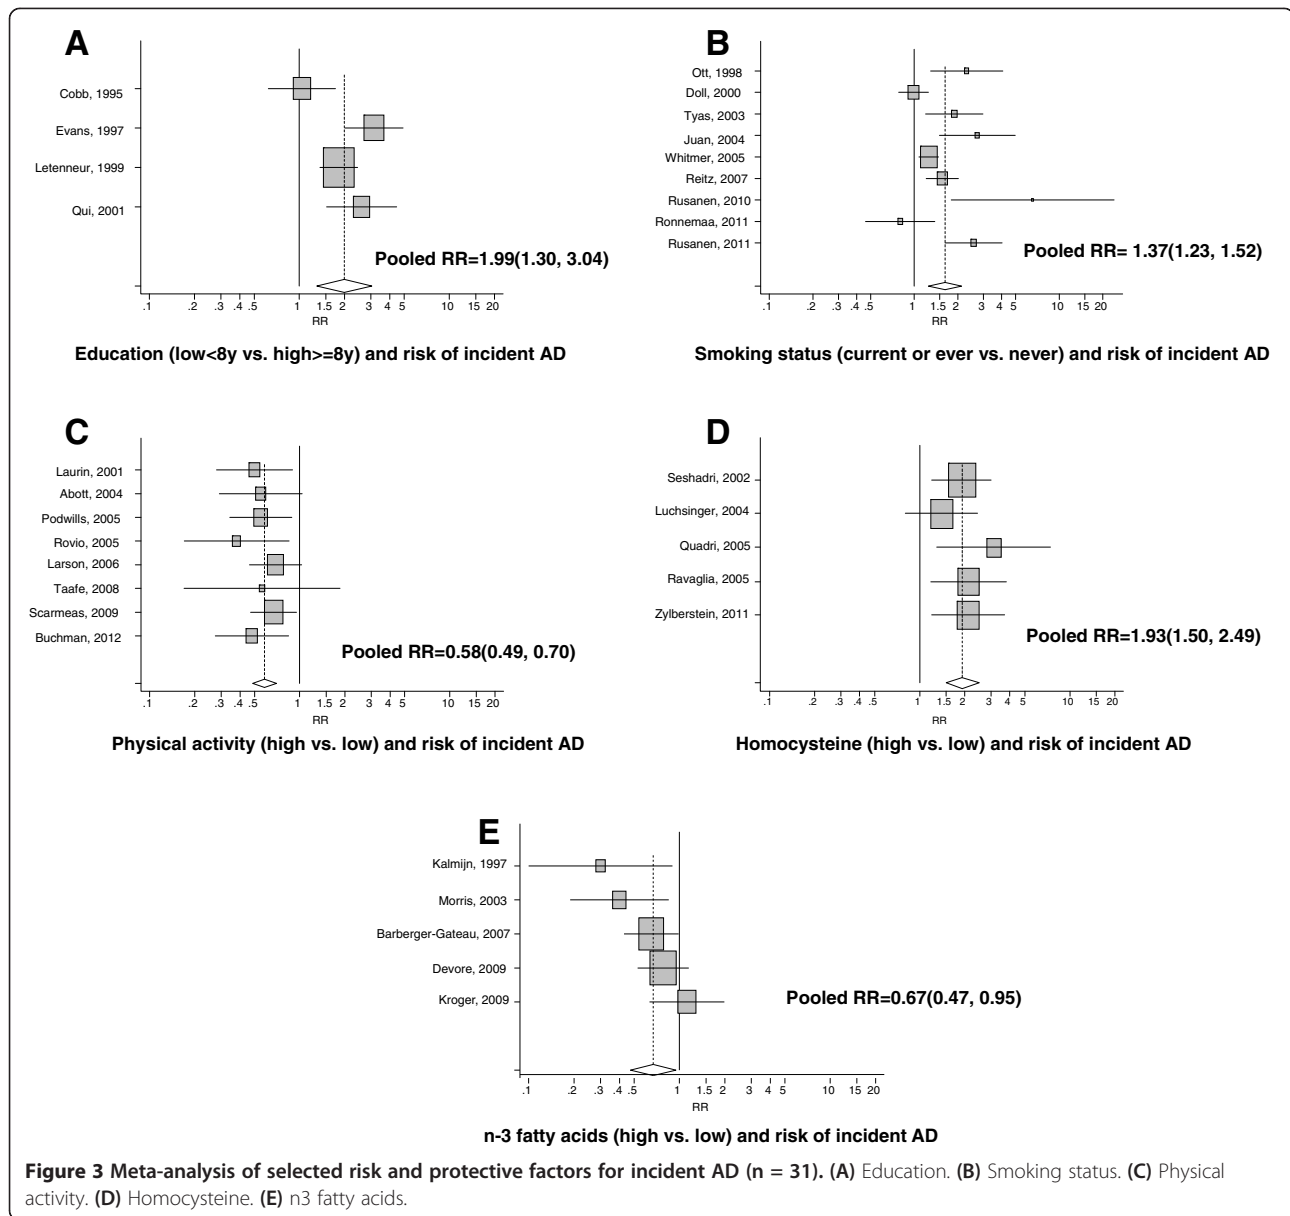 A
Cobb, 1995
Evans, 1997
Letenneur, 1999
Qui, 2001
Pooled RR=1.99(1.30, 3.04)
.1 .2 .3 .4 .5 1 1.5 2 3 4 5 10 15 20
RR
Education (low<8y vs. high>=8y) and risk of incident AD
B
Ott, 1998
Doll, 2000
Tyas, 2003
Juan, 2004
Whitmer, 2005
Reitz, 2007
Rusanen, 2010
Ronnemaa, 2011
Rusanen, 2011
Pooled RR= 1.37(1.23, 1.52)
.1 .2 .3 .4 .5 1 1.5 2 3 4 5 10 15 20
RR
Smoking status (current or ever vs. never) and risk of incident AD
C
Laurin, 2001
Abott, 2004
Podwills, 2005
Rovio, 2005
Larson, 2006
Taafe, 2008
Scarmeas, 2009
Buchman, 2012
Pooled RR=0.58(0.49, 0.70)
.1 .2 .3 .4 .5 1 1.5 2 3 4 5 10 15 20
RR
Physical activity (high vs. low) and risk of incident AD
D
Seshadri, 2002
Luchsinger, 2004
Quadri, 2005
Ravaglia, 2005
Zylberstein, 2011
Pooled RR=1.93(1.50, 2.49)
.1 .2 .3 .4 .5 1 1.5 2 3 4 5 10 15 20
RR
Homocysteine (high vs. low) and risk of incident AD
E
Kalmijn, 1997
Morris, 2003
Barberger-Gateau, 2007
Devore, 2009
Kroger, 2009
Pooled RR=0.67(0.47, 0.95)
.1 .2 .3 .4 .5 1 1.5 2 3 4 5 10 15 20
RR
n-3 fatty acids (high vs. low) and risk of incident AD
Figure 3 Meta-analysis of selected risk and protective factors for incident AD (n = 31). (A) Education. (B) Smoking status. (C) Physical
activity. (D) Homocysteine. (E) n3 fatty acids.